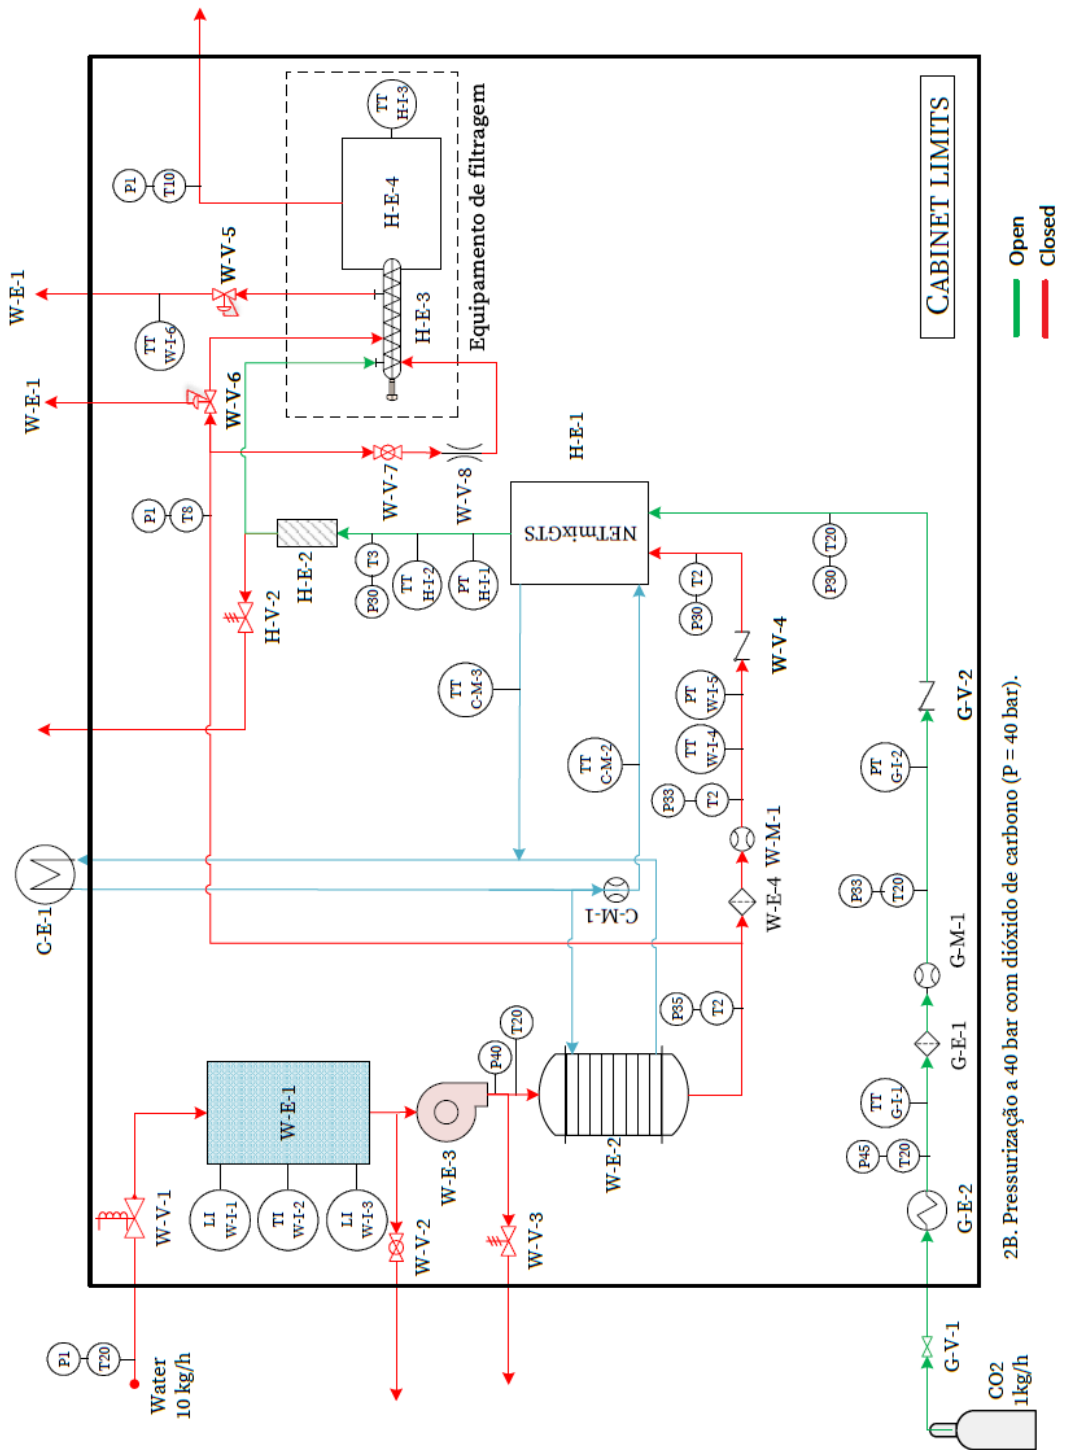 W-E-1
W-E-1
C-E-1
P1
T20
Water
10 kg/h
W-V-1
LI
W-I-1
TI
W-I-2
LI
W-I-3
W-E-1
W-V-2
W-E-3
W-V-3
P40
T20
W-E-2
P35
T2
C-M-1
W-E-4
W-M-1
P33
T2
TT
W-I-4
PT
W-I-5
W-V-4
P30
T2
TT
C-M-2
TT
C-M-3
H-V-2
H-E-2
P30
T3
TT
H-I-2
PT
H-I-1
NETmixGTS
H-E-1
P1
T8
W-V-6
W-V-7
W-V-8
TT
W-I-6
W-V-5
P1
T10
H-E-3
H-E-4
TT
H-I-3
Equipamento de filtragem
CO2
1kg/h
G-V-1
G-E-2
P45
T20
TT
G-I-1
G-E-1
G-M-1
P33
T20
PT
G-I-2
G-V-2
P30
T20
CABINET LIMITS
Open
Closed
2B. Pressurização a 40 bar com dióxido de carbono (P = 40 bar).